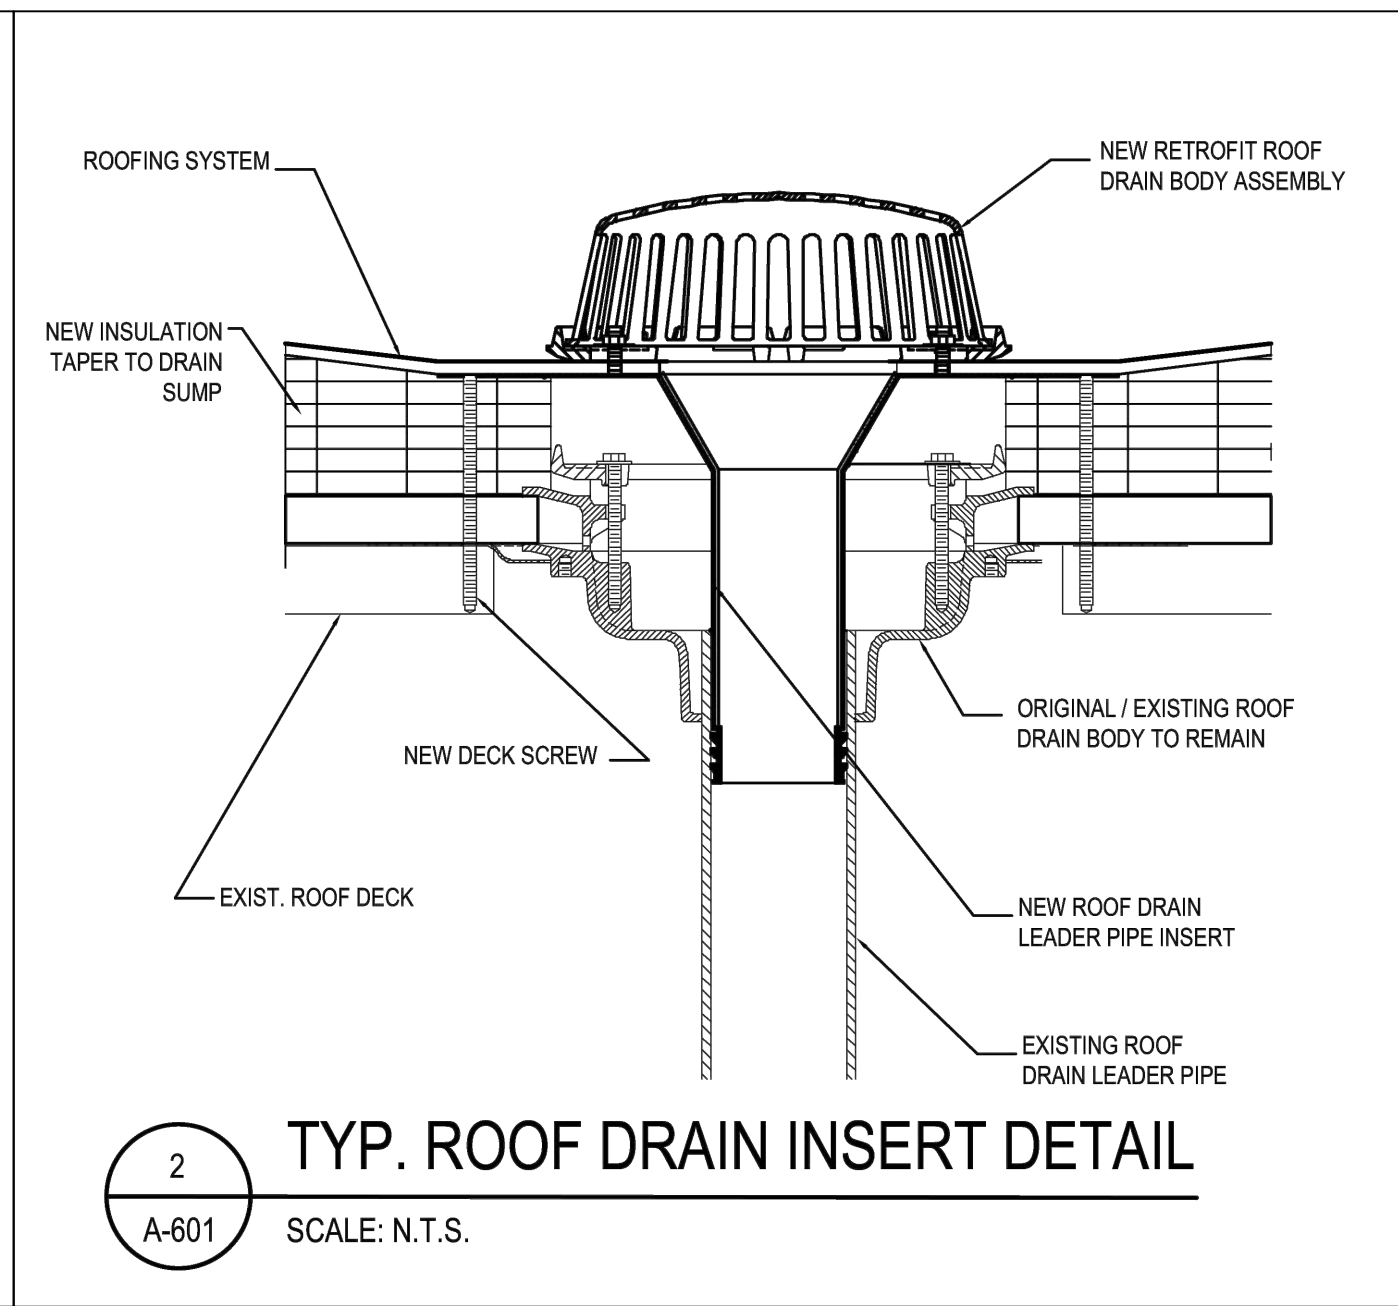 ROOFING SYSTEM
NEW RETROFIT ROOF
DRAIN BODY ASSEMBLY
NEW INSULATION
TAPER TO DRAIN
SUMP
ORIGINAL / EXISTING ROOF
DRAIN BODY TO REMAIN
NEW DECK SCREW
EXIST. ROOF DECK
NEW ROOF DRAIN
LEADER PIPE INSERT
EXISTING ROOF
DRAIN LEADER PIPE
2
A-601
TYP. ROOF DRAIN INSERT DETAIL
SCALE: N.T.S.